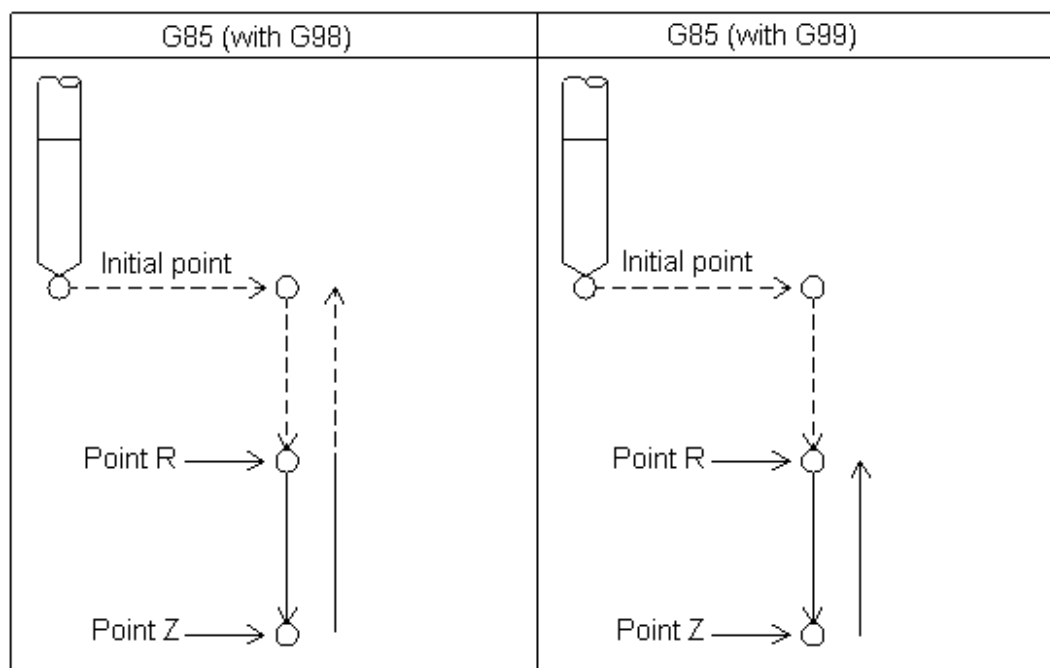 G85 (with G98)
G85 (with G99)
Initial point
Point R
Point Z
Initial point
Point R
Point Z